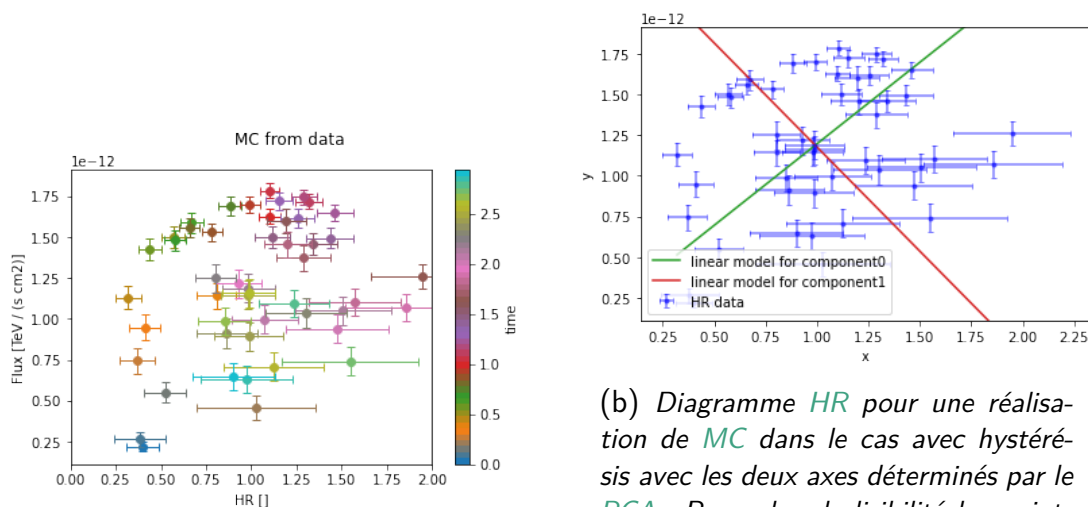 MC from data
1e−12
1.75
1.50
1.25
1.00
0.75
0.50
0.25
Flux [TeV / (s cm2)]
0.00 0.25 0.50 0.75 1.00 1.25 1.50 1.75 2.00
HR []
2.5
2.0
1.5
1.0
0.5
0.0
time
1e−12
1.75
1.50
1.25
1.00
0.75
0.50
0.25
y
linear model for component0
linear model for component1
HR data
0.25 0.50 0.75 1.00 1.25 1.50 1.75 2.00 2.25
x
(b) Diagramme HR pour une réalisa-
tion de MC dans le cas avec hystéré-
sis avec les deux axes déterminés par le